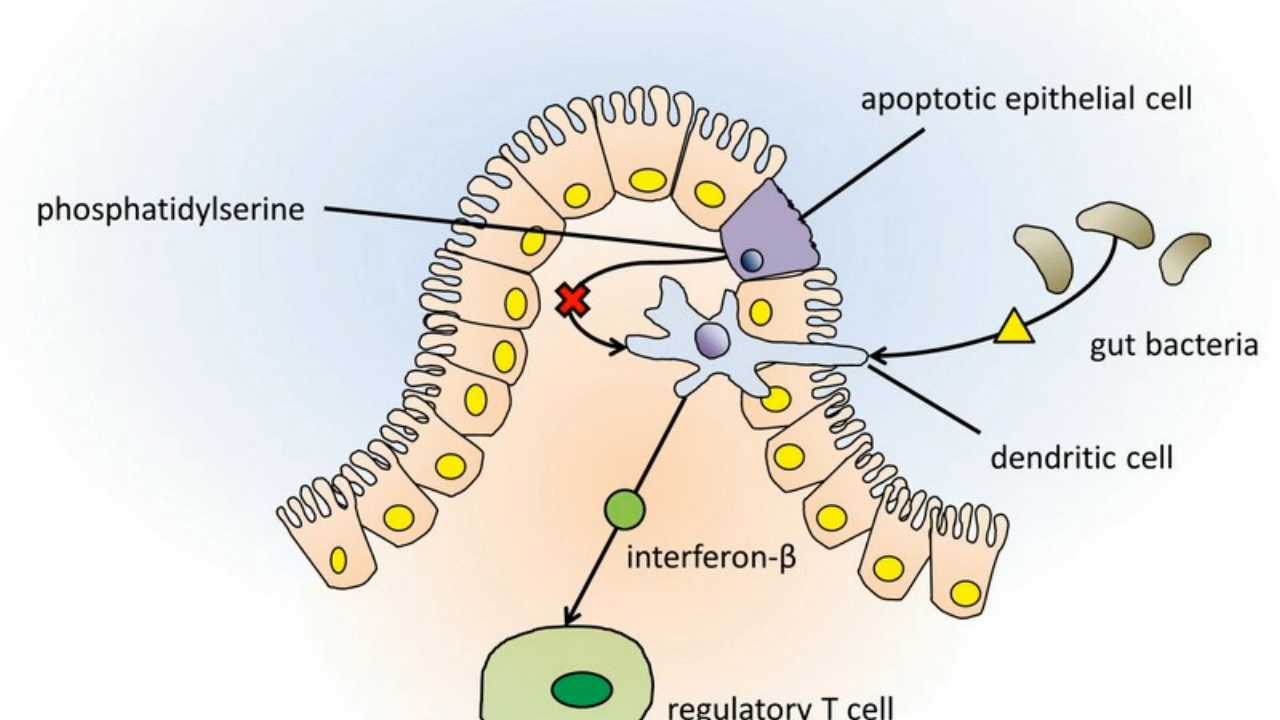 apoptotic epithelial cell
phosphatidylserine
gut bacteria
dendritic cell
interferon-β
regulatory T cell